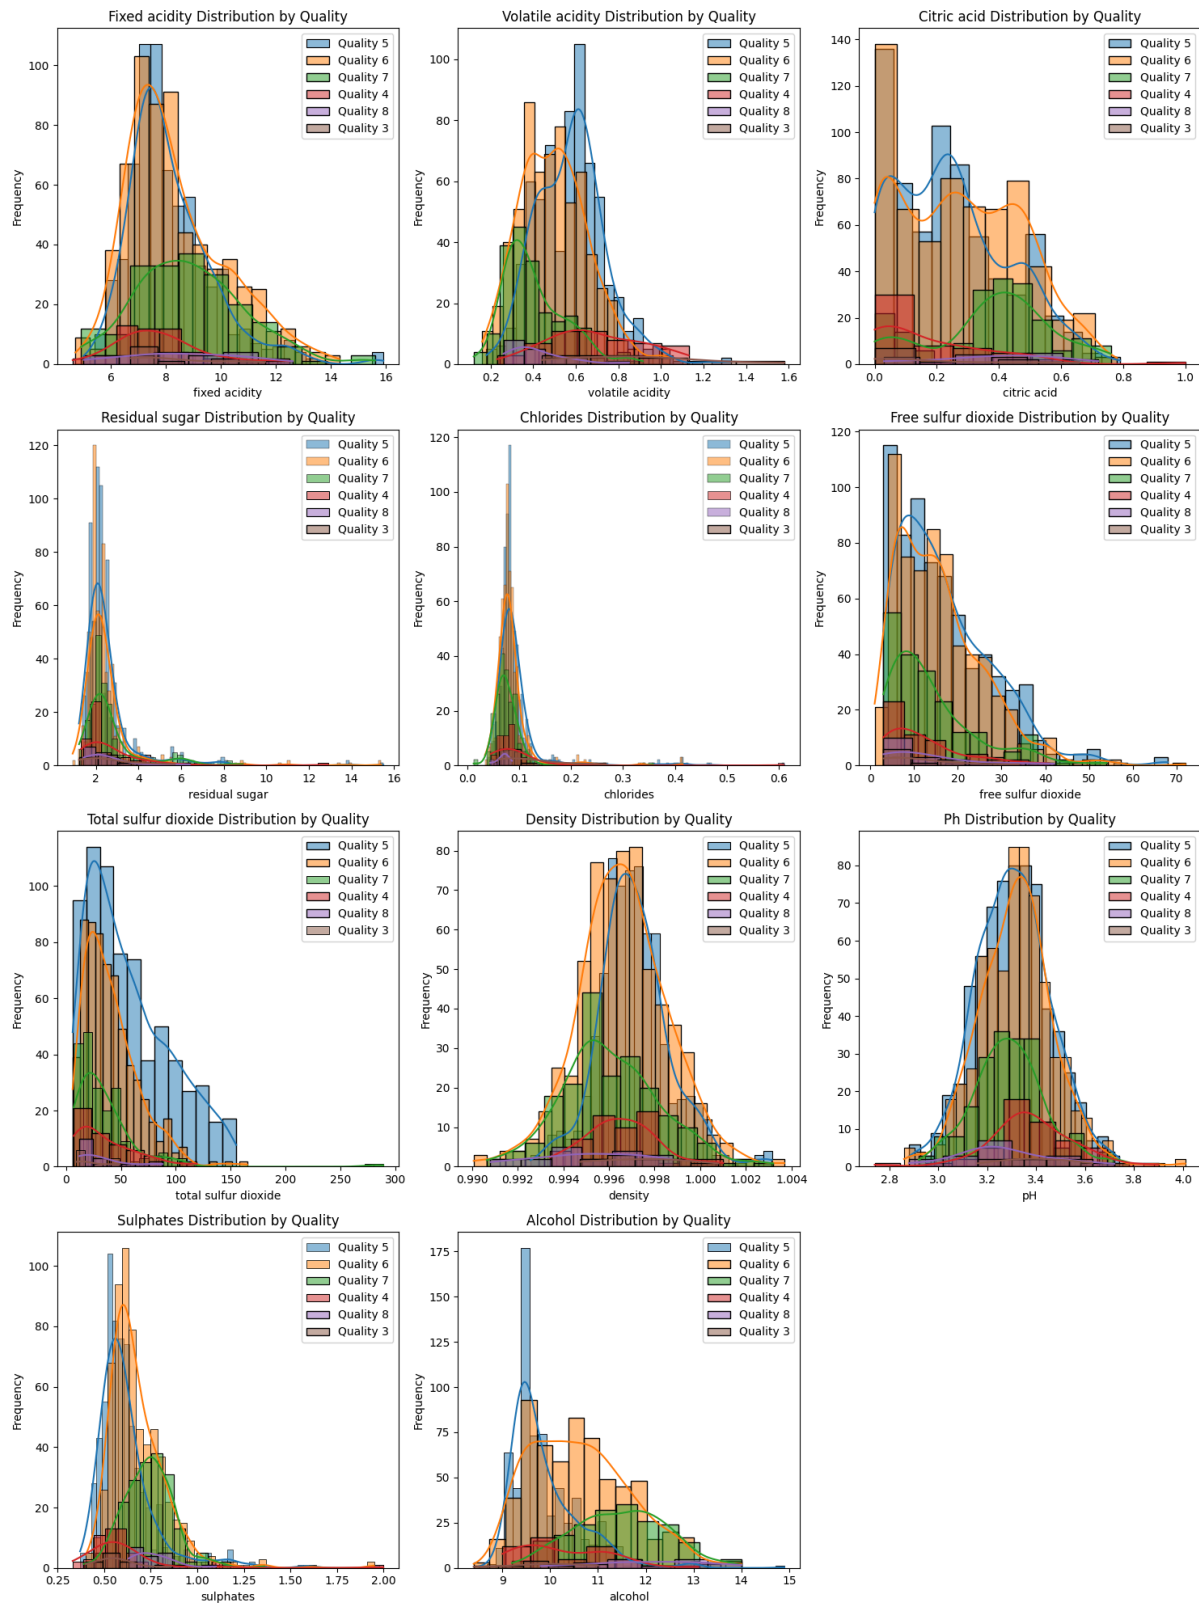 Fixed acidity Distribution by Quality
Frequency
100
80
60
40
20
0
6
8
10
12
14
16
fixed acidity
Quality 5
Quality 6
Quality 7
Quality 4
Quality 8
Quality 3
Volatile acidity Distribution by Quality
Frequency
100
80
60
40
20
0
0.2
0.4
0.6
0.8
1.0
1.2
1.4
1.6
volatile acidity
Quality 5
Quality 6
Quality 7
Quality 4
Quality 8
Quality 3
Citric acid Distribution by Quality
Frequency
140
120
100
80
60
40
20
0
0.0
0.2
0.4
0.6
0.8
1.0
citric acid
Quality 5
Quality 6
Quality 7
Quality 4
Quality 8
Quality 3
Residual sugar Distribution by Quality
Frequency
120
100
80
60
40
20
0
2
4
6
8
10
12
14
16
residual sugar
Quality 5
Quality 6
Quality 7
Quality 4
Quality 8
Quality 3
Chlorides Distribution by Quality
Frequency
120
100
80
60
40
20
0
0.0
0.1
0.2
0.3
0.4
0.5
0.6
chlorides
Quality 5
Quality 6
Quality 7
Quality 4
Quality 8
Quality 3
Free sulfur dioxide Distribution by Quality
Frequency
120
100
80
60
40
20
0
0
10
20
30
40
50
60
70
free sulfur dioxide
Quality 5
Quality 6
Quality 7
Quality 4
Quality 8
Quality 3
Total sulfur dioxide Distribution by Quality
Frequency
100
80
60
40
20
0
0
50
100
150
200
250
300
total sulfur dioxide
Quality 5
Quality 6
Quality 7
Quality 4
Quality 8
Quality 3
Density Distribution by Quality
Frequency
80
70
60
50
40
30
20
10
0
0.990
0.992
0.994
0.996
0.998
1.000
1.002
1.004
density
Quality 5
Quality 6
Quality 7
Quality 4
Quality 8
Quality 3
Ph Distribution by Quality
Frequency
80
70
60
50
40
30
20
10
0
2.8
3.0
3.2
3.4
3.6
3.8
4.0
pH
Quality 5
Quality 6
Quality 7
Quality 4
Quality 8
Quality 3
Sulphates Distribution by Quality
Frequency
100
80
60
40
20
0
0.25
0.50
0.75
1.00
1.25
1.50
1.75
2.00
sulphates
Quality 5
Quality 6
Quality 7
Quality 4
Quality 8
Quality 3
Alcohol Distribution by Quality
Frequency
175
150
125
100
75
50
25
0
9
10
11
12
13
14
15
alcohol
Quality 5
Quality 6
Quality 7
Quality 4
Quality 8
Quality 3